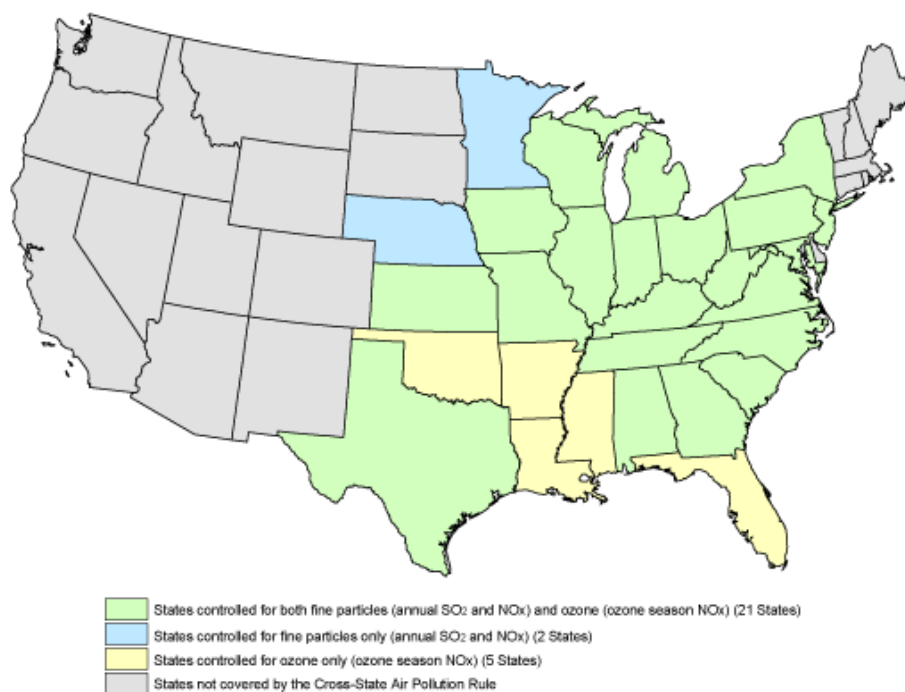 States controlled for both fine particles (annual SO₂ and NOx) and ozone (ozone season NOx) (21 States)
States controlled for fine particles only (annual SO₂ and NOx) (2 States)
States controlled for ozone only (ozone season NOx) (5 States)
States not covered by the Cross-State Air Pollution Rule